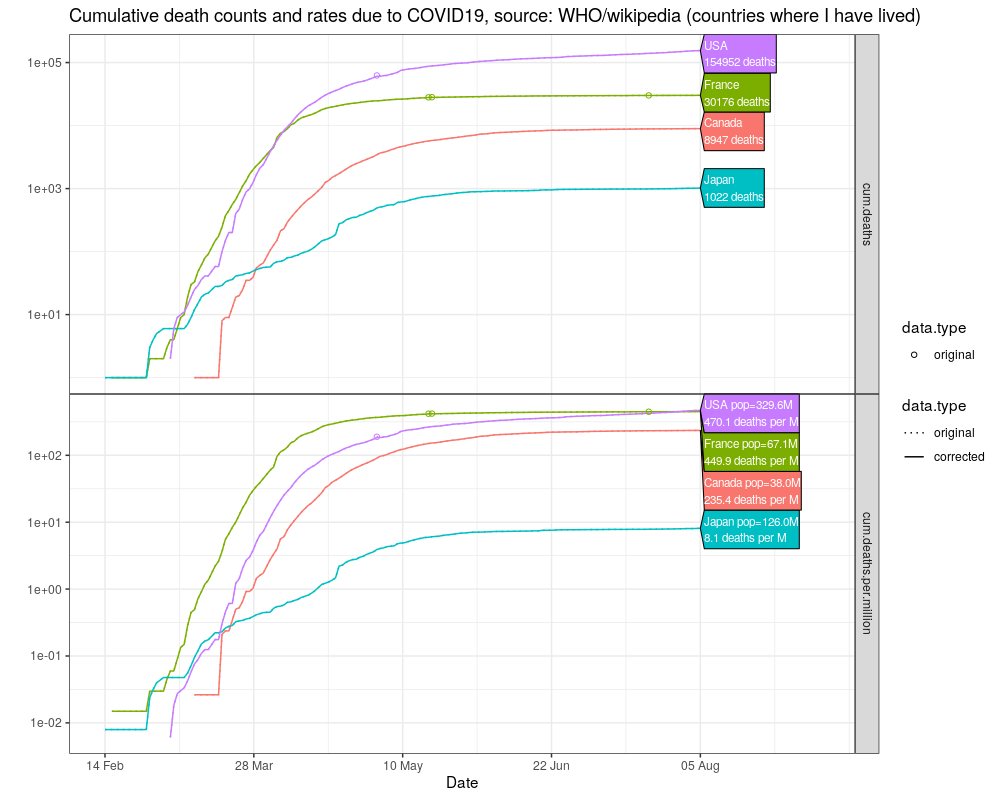 Cumulative death counts and rates due to COVID19, source: WHO/wikipedia (countries where I have lived)
1e+05
1e+03
1e+01
USA
154952 deaths
France
30176 deaths
Canada
8947 deaths
Japan
1022 deaths
cum.deaths
1e+02
1e+01
1e+00
1e-01
1e-02
USA pop=329.6M
470.1 deaths per M
France pop=67.1M
449.9 deaths per M
Canada pop=38.0M
235.4 deaths per M
Japan pop=126.0M
8.1 deaths per M
cum.deaths.per.million
14 Feb
28 Mar
10 May
22 Jun
05 Aug
Date
data.type
original
data.type
original
corrected